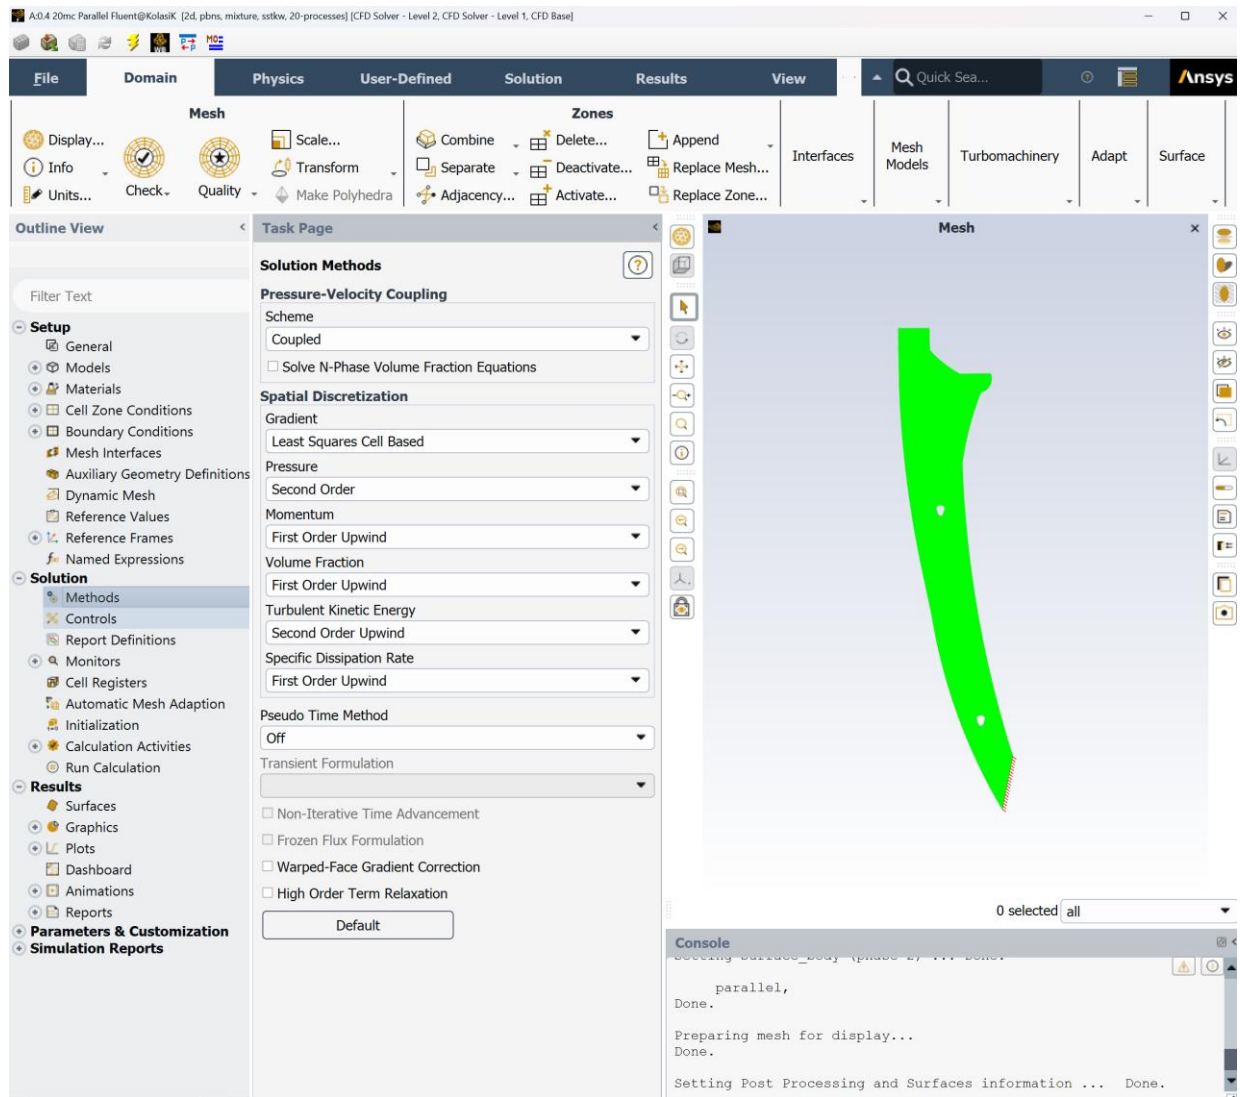 A:0.4 20mc Parallel Fluent@KolasiK [2d, pbns, mixture, sstkw, 20-processes] [CFD Solver - Level 2, CFD Solver - Level 1, CFD Base]
File Domain Physics User-Defined Solution Results View Quick Sea... Ansys
Mesh Zones
Display... Scale... Combine Delete... Append
Info Transform Separate Deactivate... Replace Mesh...
Units... Check Quality Make Polyhedra Adjacency... Activate... Replace Zone...
Interfaces Mesh Models Turbomachinery Adapt Surface
Outline View
Filter Text
Setup
General
Models
Materials
Cell Zone Conditions
Boundary Conditions
Mesh Interfaces
Auxiliary Geometry Definitions
Dynamic Mesh
Reference Values
Reference Frames
Named Expressions
Solution
Methods
Controls
Report Definitions
Monitors
Cell Registers
Automatic Mesh Adaption
Initialization
Calculation Activities
Run Calculation
Results
Surfaces
Graphics
Plots
Dashboard
Animations
Reports
Parameters & Customization
Simulation Reports
Task Page
Solution Methods
Pressure-Velocity Coupling
Scheme
Coupled
Solve N-Phase Volume Fraction Equations
Spatial Discretization
Gradient
Least Squares Cell Based
Pressure
Second Order
Momentum
First Order Upwind
Volume Fraction
First Order Upwind
Turbulent Kinetic Energy
Second Order Upwind
Specific Dissipation Rate
First Order Upwind
Pseudo Time Method
Off
Transient Formulation
Non-Iterative Time Advancement
Frozen Flux Formulation
Warped-Face Gradient Correction
High Order Term Relaxation
Default
Mesh
0 selected all
Console
Setting surface_body (phase-2) ... Done.
parallel,
Done.
Preparing mesh for display...
Done.
Setting Post Processing and Surfaces information ... Done.